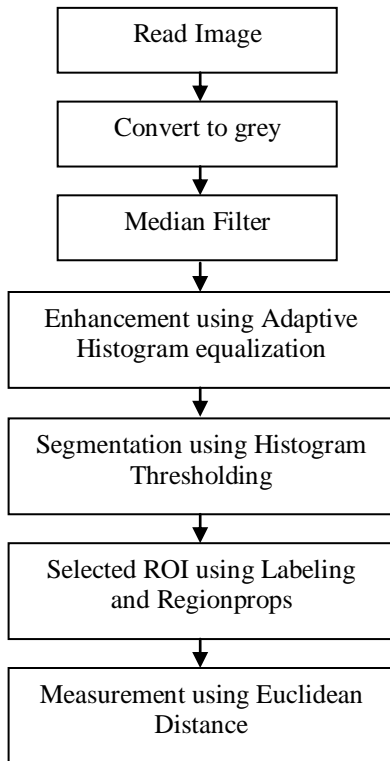 Read Image
Convert to grey
Median Filter
Enhancement using Adaptive
Histogram equalization
Segmentation using Histogram
Thresholding
Selected ROI using Labeling
and Regionprops
Measurement using Euclidean
Distance